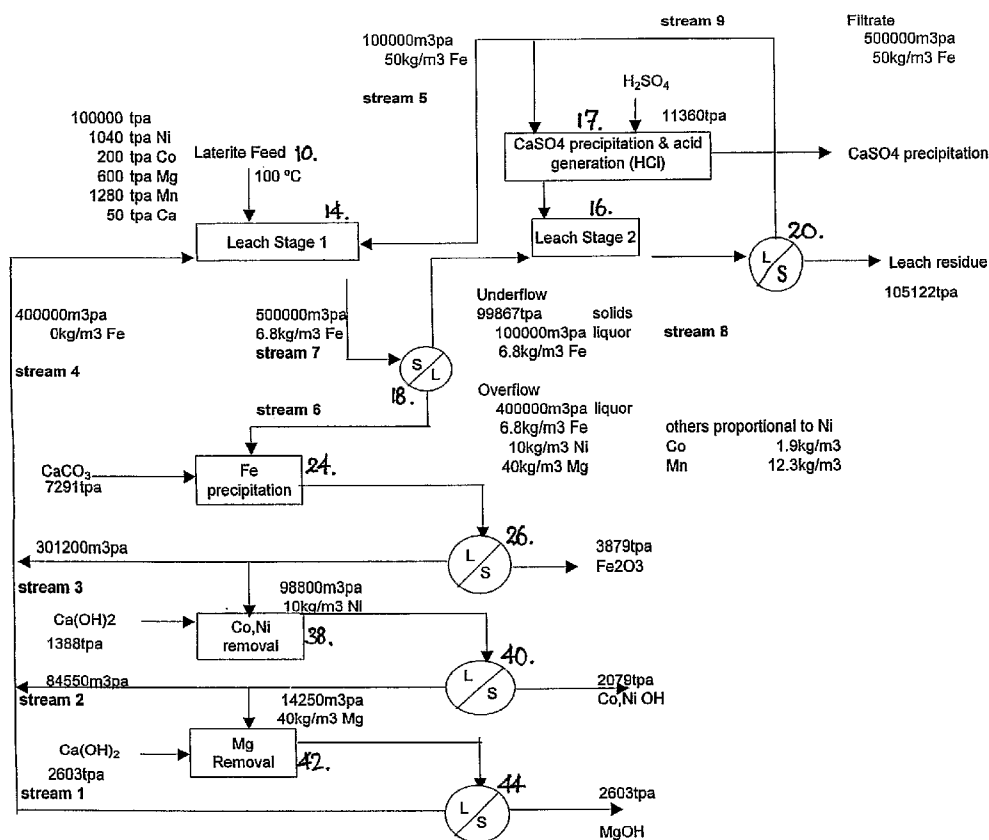 stream 9
Filtrate
500000m3pa
50kg/m3 Fe
100000m3pa
50kg/m3 Fe
stream 5
H2SO4
11360tpa
17.
CaSO4 precipitation & acid
generation (HCl)
CaSO4 precipitation
100000 tpa
1040 tpa Ni
200 tpa Co
600 tpa Mg
1280 tpa Mn
50 tpa Ca
Laterite Feed 10.
100 ºC
14.
Leach Stage 1
16.
Leach Stage 2
20.
L
S
Leach residue
105122tpa
400000m3pa
0kg/m3 Fe
stream 4
500000m3pa
6.8kg/m3 Fe
stream 7
Underflow
99867tpa solids
100000m3pa liquor
6.8kg/m3 Fe
stream 8
S
L
18.
stream 6
Overflow
400000m3pa liquor
6.8kg/m3 Fe
10kg/m3 Ni
40kg/m3 Mg
others proportional to Ni
Co 1.9kg/m3
Mn 12.3kg/m3
CaCO3
7291tpa
Fe
precipitation
24.
26.
L
S
3879tpa
Fe2O3
301200m3pa
stream 3
98800m3pa
10kg/m3 Ni
Ca(OH)2
1388tpa
Co,Ni
removal
38.
40.
L
S
2079tpa
Co,Ni OH
84550m3pa
stream 2
14250m3pa
40kg/m3 Mg
Ca(OH)2
2603tpa
Mg
Removal
42.
44
L
S
stream 1
2603tpa
MgOH